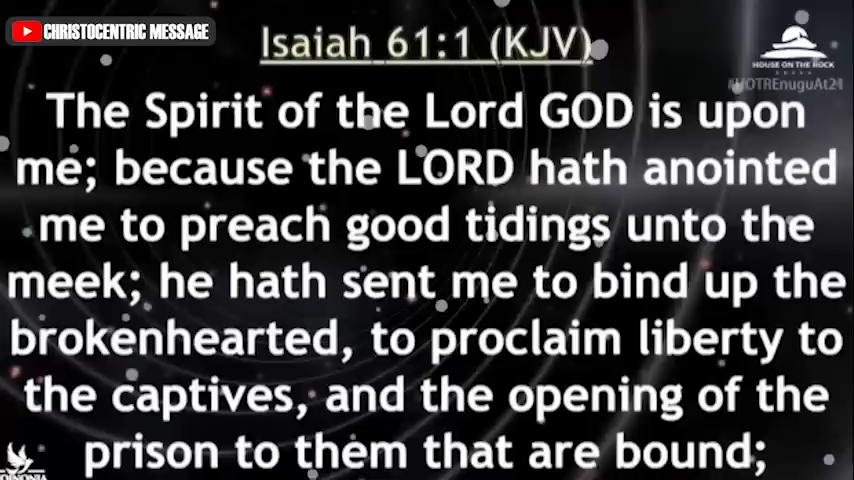 CHRISTOCENTRIC MESSAGE
Isaiah 61:1 (KJV)
HOUSE ON THE ROCK
#HOTREnuguAt21
The Spirit of the Lord GOD is upon
me; because the LORD hath anointed
me to preach good tidings unto the
meek; he hath sent me to bind up the
brokenhearted, to proclaim liberty to
the captives, and the opening of the
prison to them that are bound;